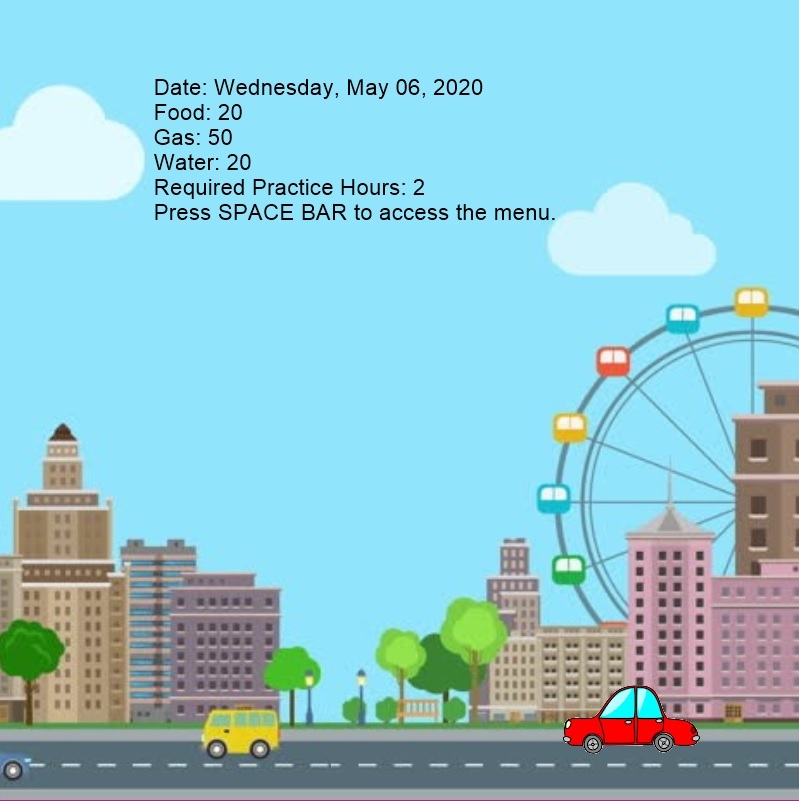 Date: Wednesday, May 06, 2020
Food: 20
Gas: 50
Water: 20
Required Practice Hours: 2
Press SPACE BAR to access the menu.